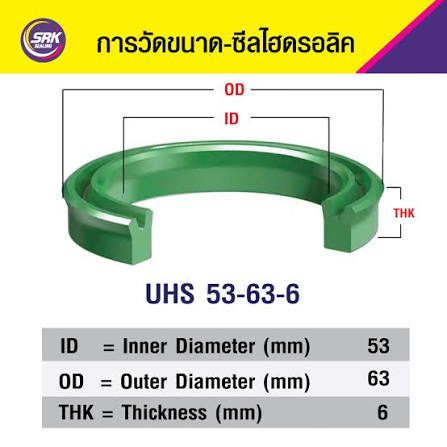 SRK
SEALING
การวัดขนาด-ซีลไฮดรอลิค
OD
ID
THK
UHS 53-63-6
ID = Inner Diameter (mm) 53
OD = Outer Diameter (mm) 63
THK = Thickness (mm) 6